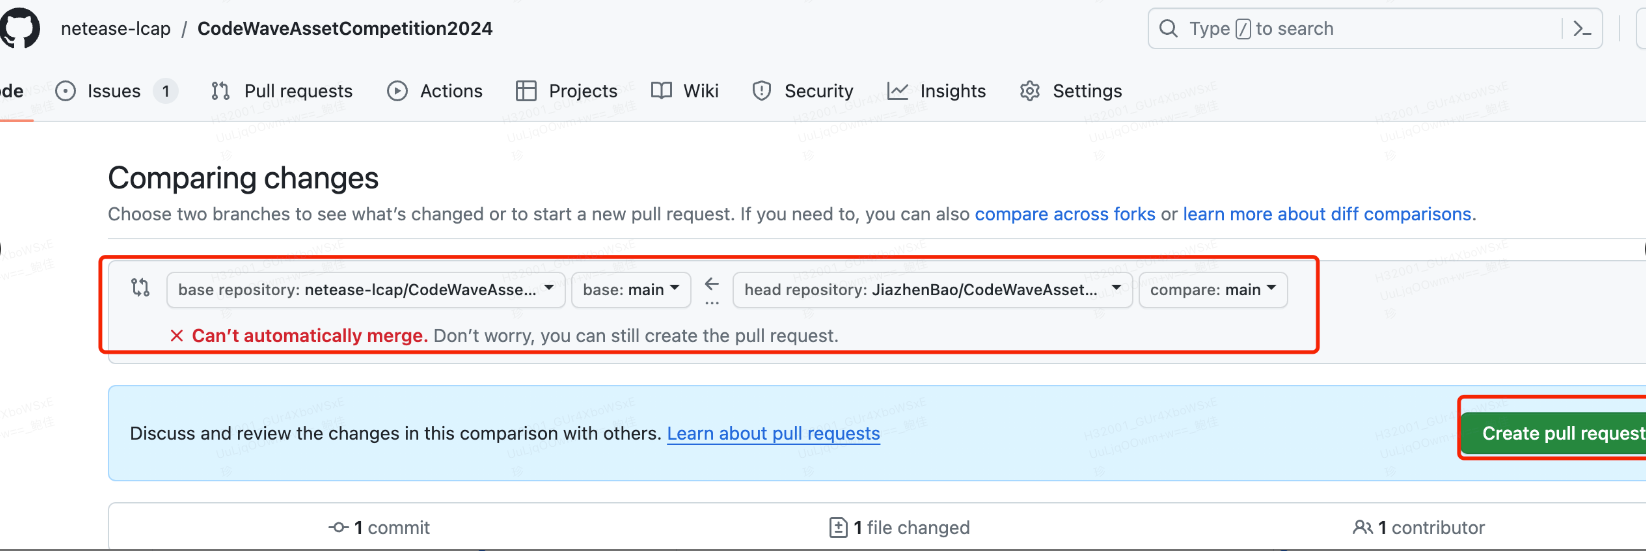 netease-lcap / CodeWaveAssetCompetition2024
Type / to search
de Issues 1 Pull requests Actions Projects Wiki Security Insights Settings
Comparing changes
Choose two branches to see what's changed or to start a new pull request. If you need to, you can also compare across forks or learn more about diff comparisons.
base repository: netease-lcap/CodeWaveAsse... base: main ← head repository: JiazhenBao/CodeWaveAsset... compare: main
... 
Can't automatically merge. Don't worry, you can still create the pull request.
Discuss and review the changes in this comparison with others. Learn about pull requests
Create pull request
1 commit 1 file changed 1 contributor